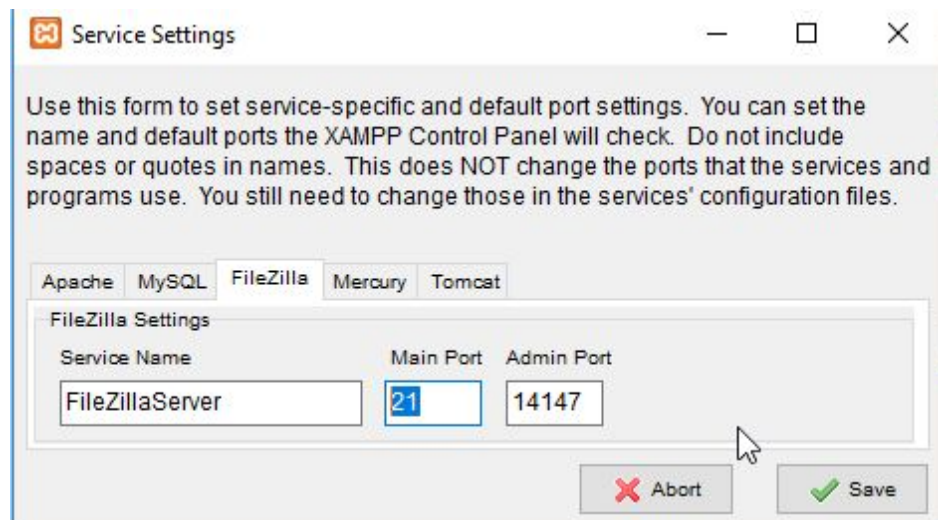 Service Settings
Use this form to set service-specific and default port settings.  You can set the
name and default ports the XAMPP Control Panel will check.  Do not include
spaces or quotes in names.  This does NOT change the ports that the services and
programs use.  You still need to change those in the services' configuration files.
Apache MySQL FileZilla Mercury Tomcat
FileZilla Settings
Service Name Main Port Admin Port
FileZillaServer 21 14147
Abort Save